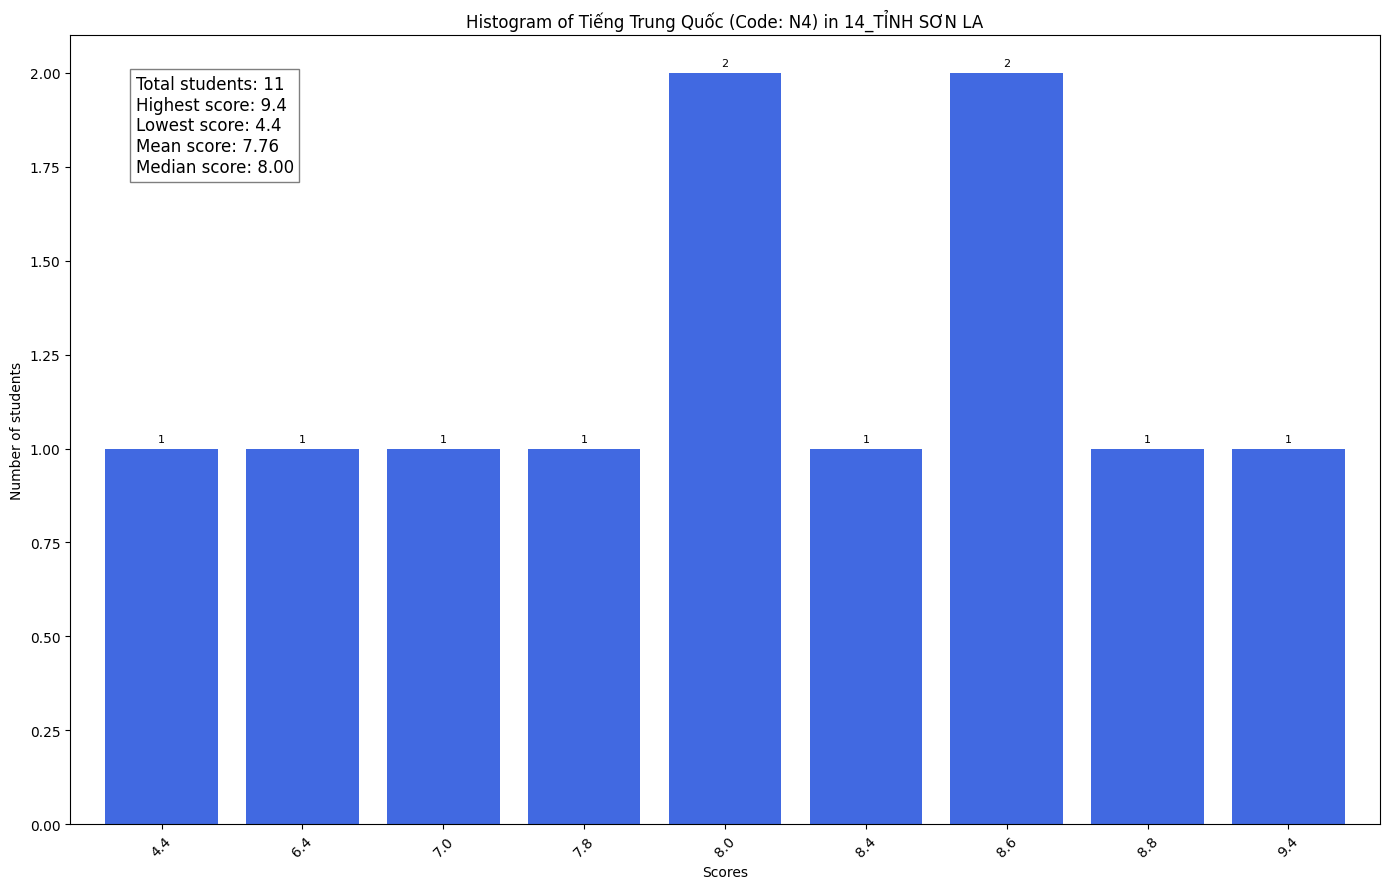 Histogram of Tiếng Trung Quốc (Code: N4) in 14_TỈNH SƠN LA
Total students: 11
Highest score: 9.4
Lowest score: 4.4
Mean score: 7.76
Median score: 8.00
Number of students
2.00
1.75
1.50
1.25
1.00
0.75
0.50
0.25
0.00
1 1 1 1 2 1 2 1 1
4.4 6.4 7.0 7.8 8.0 8.4 8.6 8.8 9.4
Scores